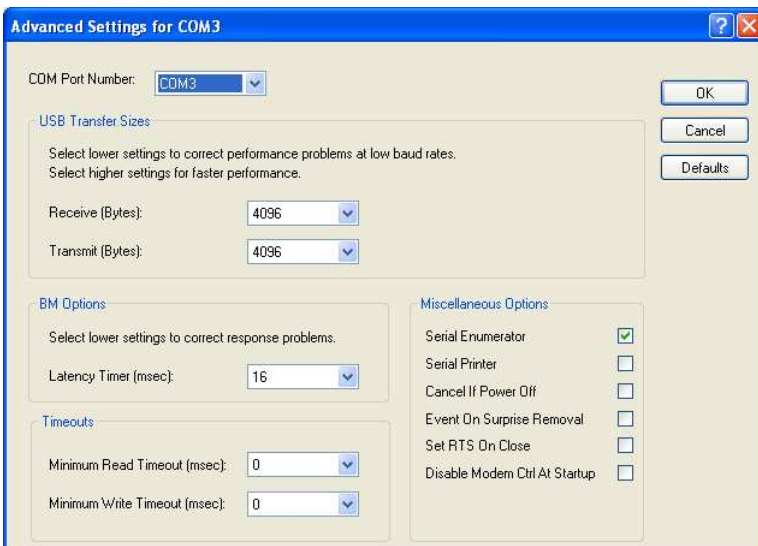 Advanced Settings for COM3
COM Port Number: COM3
OK
Cancel
Defaults
USB Transfer Sizes
Select lower settings to correct performance problems at low baud rates.
Select higher settings for faster performance.
Receive (Bytes): 4096
Transmit (Bytes): 4096
BM Options
Select lower settings to correct response problems.
Latency Timer (msec): 16
Timeouts
Minimum Read Timeout (msec): 0
Minimum Write Timeout (msec): 0
Miscellaneous Options
Serial Enumerator
Serial Printer
Cancel If Power Off
Event On Surprise Removal
Set RTS On Close
Disable Modem Ctrl At Startup